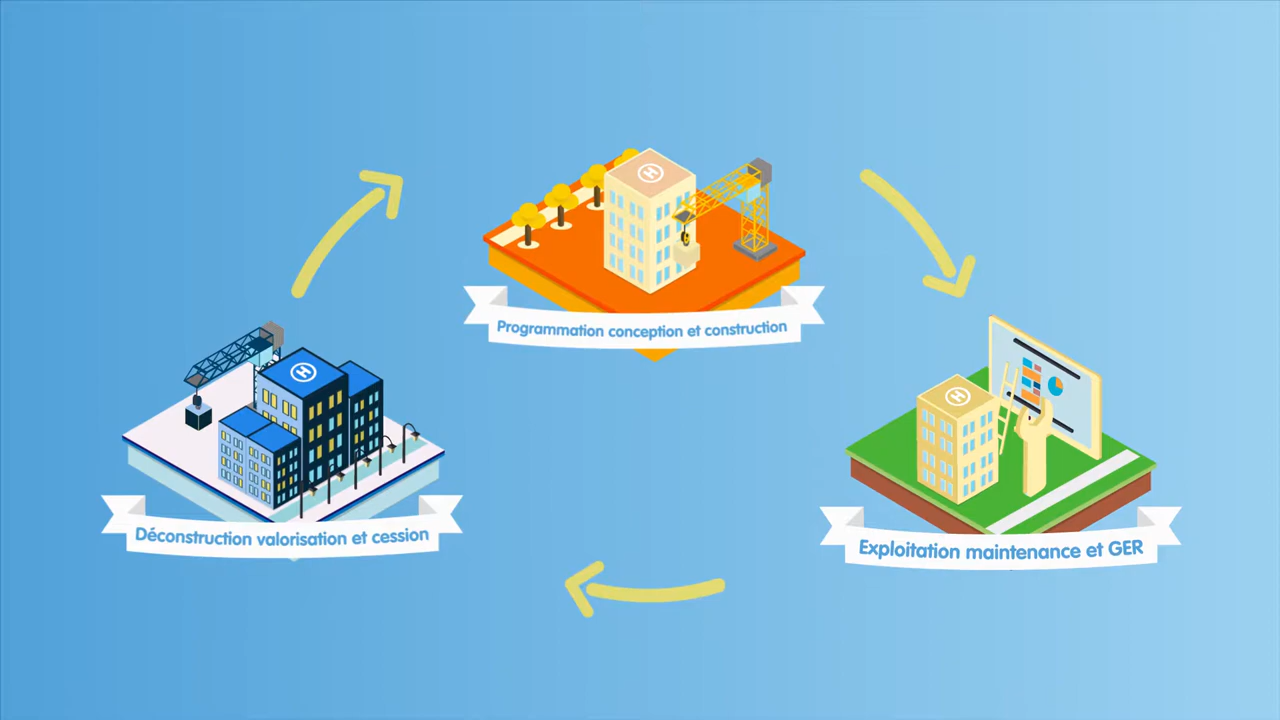 H
Programmation conception et construction
H
Déconstruction valorisation et cession
H
Exploitation maintenance et GER